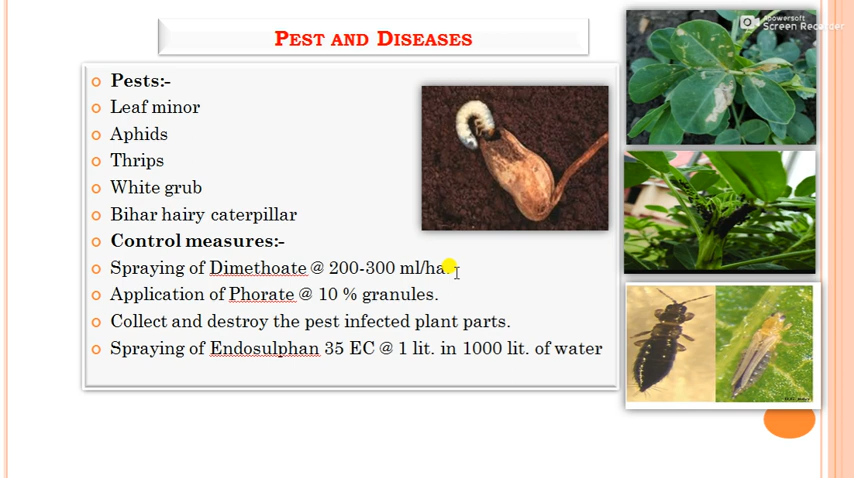 PEST AND DISEASES
Apowersoft
Screen Recorder
Pests:-
Leaf minor
Aphids
Thrips
White grub
Bihar hairy caterpillar
Control measures:-
Spraying of Dimethoate @ 200-300 ml/ha.
Application of Phorate @ 10 % granules.
Collect and destroy the pest infected plant parts.
Spraying of Endosulphan 35 EC @ 1 lit. in 1000 lit. of water